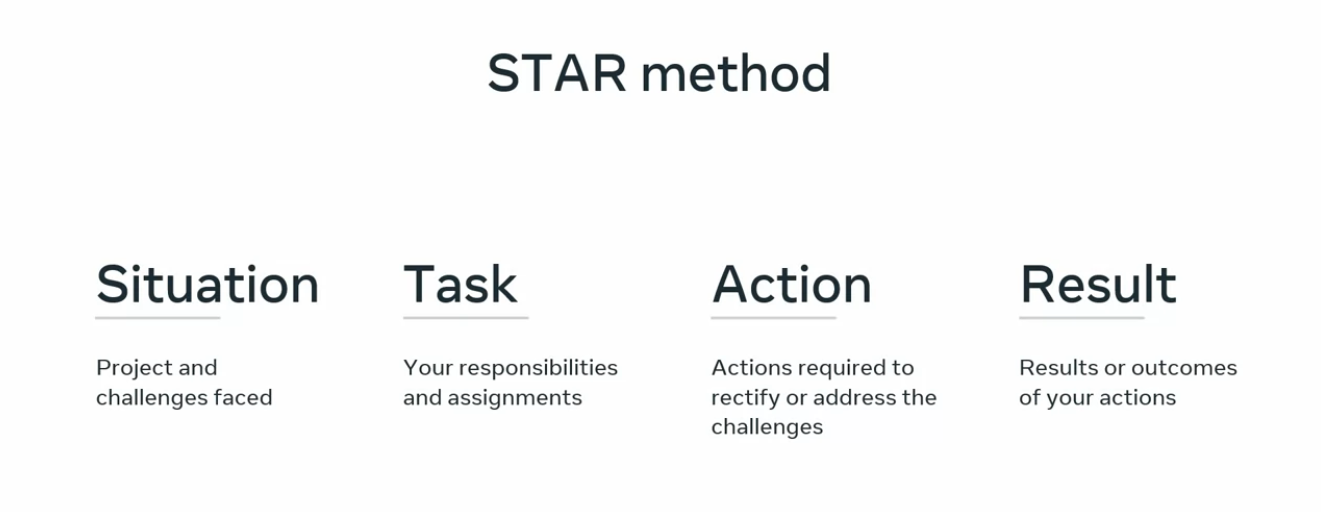 STAR method
Situation
Project and
challenges faced
Task
Your responsibilities
and assignments
Action
Actions required to
rectify or address the
challenges
Result
Results or outcomes
of your actions